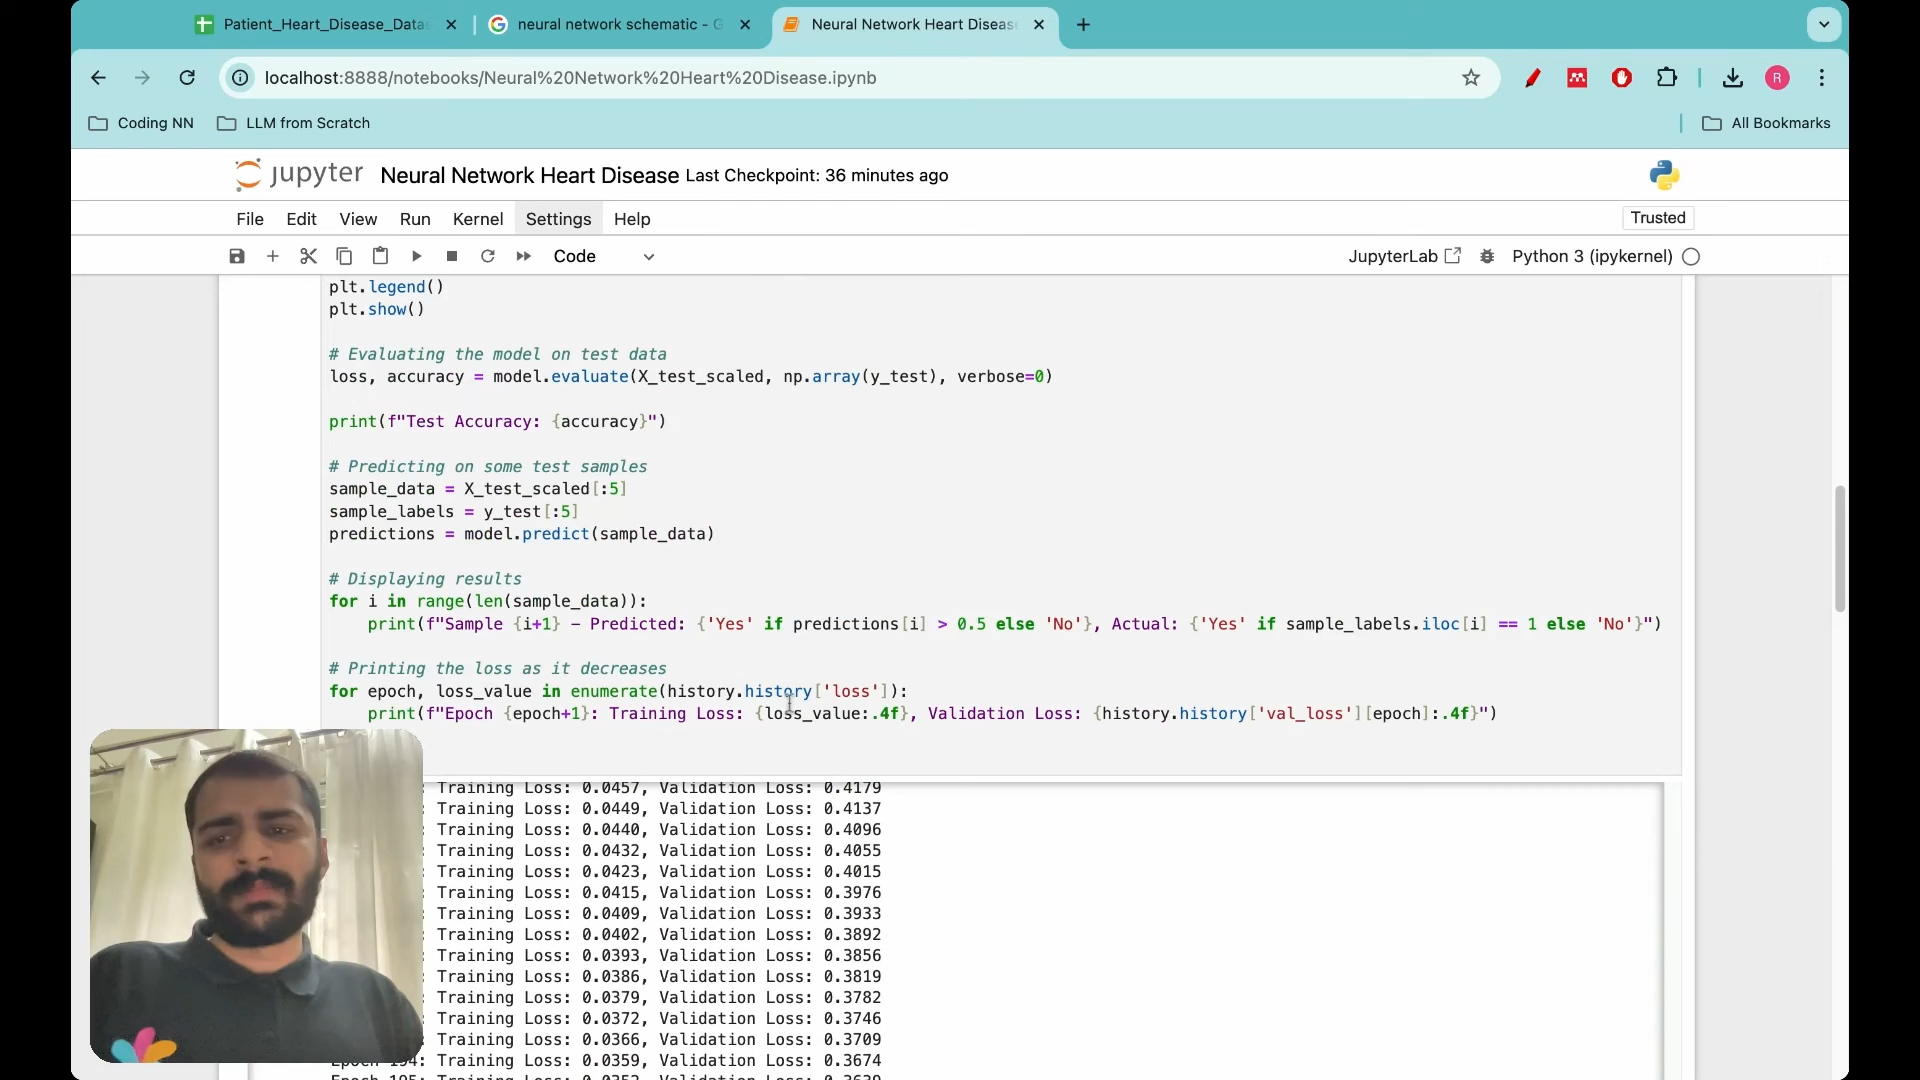 Patient_Heart_Disease_Data
neural network schematic - G
Neural Network Heart Diseas
localhost:8888/notebooks/Neural%20Network%20Heart%20Disease.ipynb
R
Coding NN
LLM from Scratch
All Bookmarks
jupyter
Neural Network Heart Disease Last Checkpoint: 36 minutes ago
File Edit View Run Kernel Settings Help
Trusted
Code
JupyterLab
Python 3 (ipykernel)
plt.legend()
plt.show()
# Evaluating the model on test data
loss, accuracy = model.evaluate(X_test_scaled, np.array(y_test), verbose=0)
print(f"Test Accuracy: {accuracy}")
# Predicting on some test samples
sample_data = X_test_scaled[:5]
sample_labels = y_test[:5]
predictions = model.predict(sample_data)
# Displaying results
for i in range(len(sample_data)):
print(f"Sample {i+1} - Predicted: {'Yes' if predictions[i] > 0.5 else 'No'}, Actual: {'Yes' if sample_labels.iloc[i] == 1 else 'No'}")
# Printing the loss as it decreases
for epoch, loss_value in enumerate(history.history['loss']):
print(f"Epoch {epoch+1}: Training Loss: {loss_value:.4f}, Validation Loss: {history.history['val_loss'][epoch]:.4f}")
Training Loss: 0.0457, Validation Loss: 0.4179
: Training Loss: 0.0449, Validation Loss: 0.4137
: Training Loss: 0.0440, Validation Loss: 0.4096
: Training Loss: 0.0432, Validation Loss: 0.4055
: Training Loss: 0.0423, Validation Loss: 0.4015
: Training Loss: 0.0415, Validation Loss: 0.3976
: Training Loss: 0.0409, Validation Loss: 0.3933
: Training Loss: 0.0402, Validation Loss: 0.3892
: Training Loss: 0.0393, Validation Loss: 0.3856
: Training Loss: 0.0386, Validation Loss: 0.3819
: Training Loss: 0.0379, Validation Loss: 0.3782
: Training Loss: 0.0372, Validation Loss: 0.3746
: Training Loss: 0.0366, Validation Loss: 0.3709
Epoch 194: Training Loss: 0.0359, Validation Loss: 0.3674
Epoch 195: Training Loss: 0.0352, Validation Loss: 0.3639